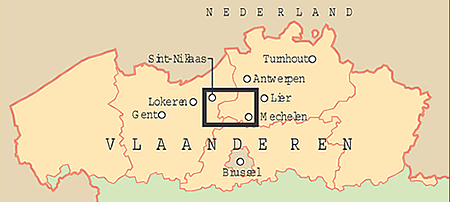 NEDERLAND
Sint-Niklaas
Turnhout
Antwerpen
Lokeren
Lier
Gent
Mechelen
VLAANDEREN
Brussel